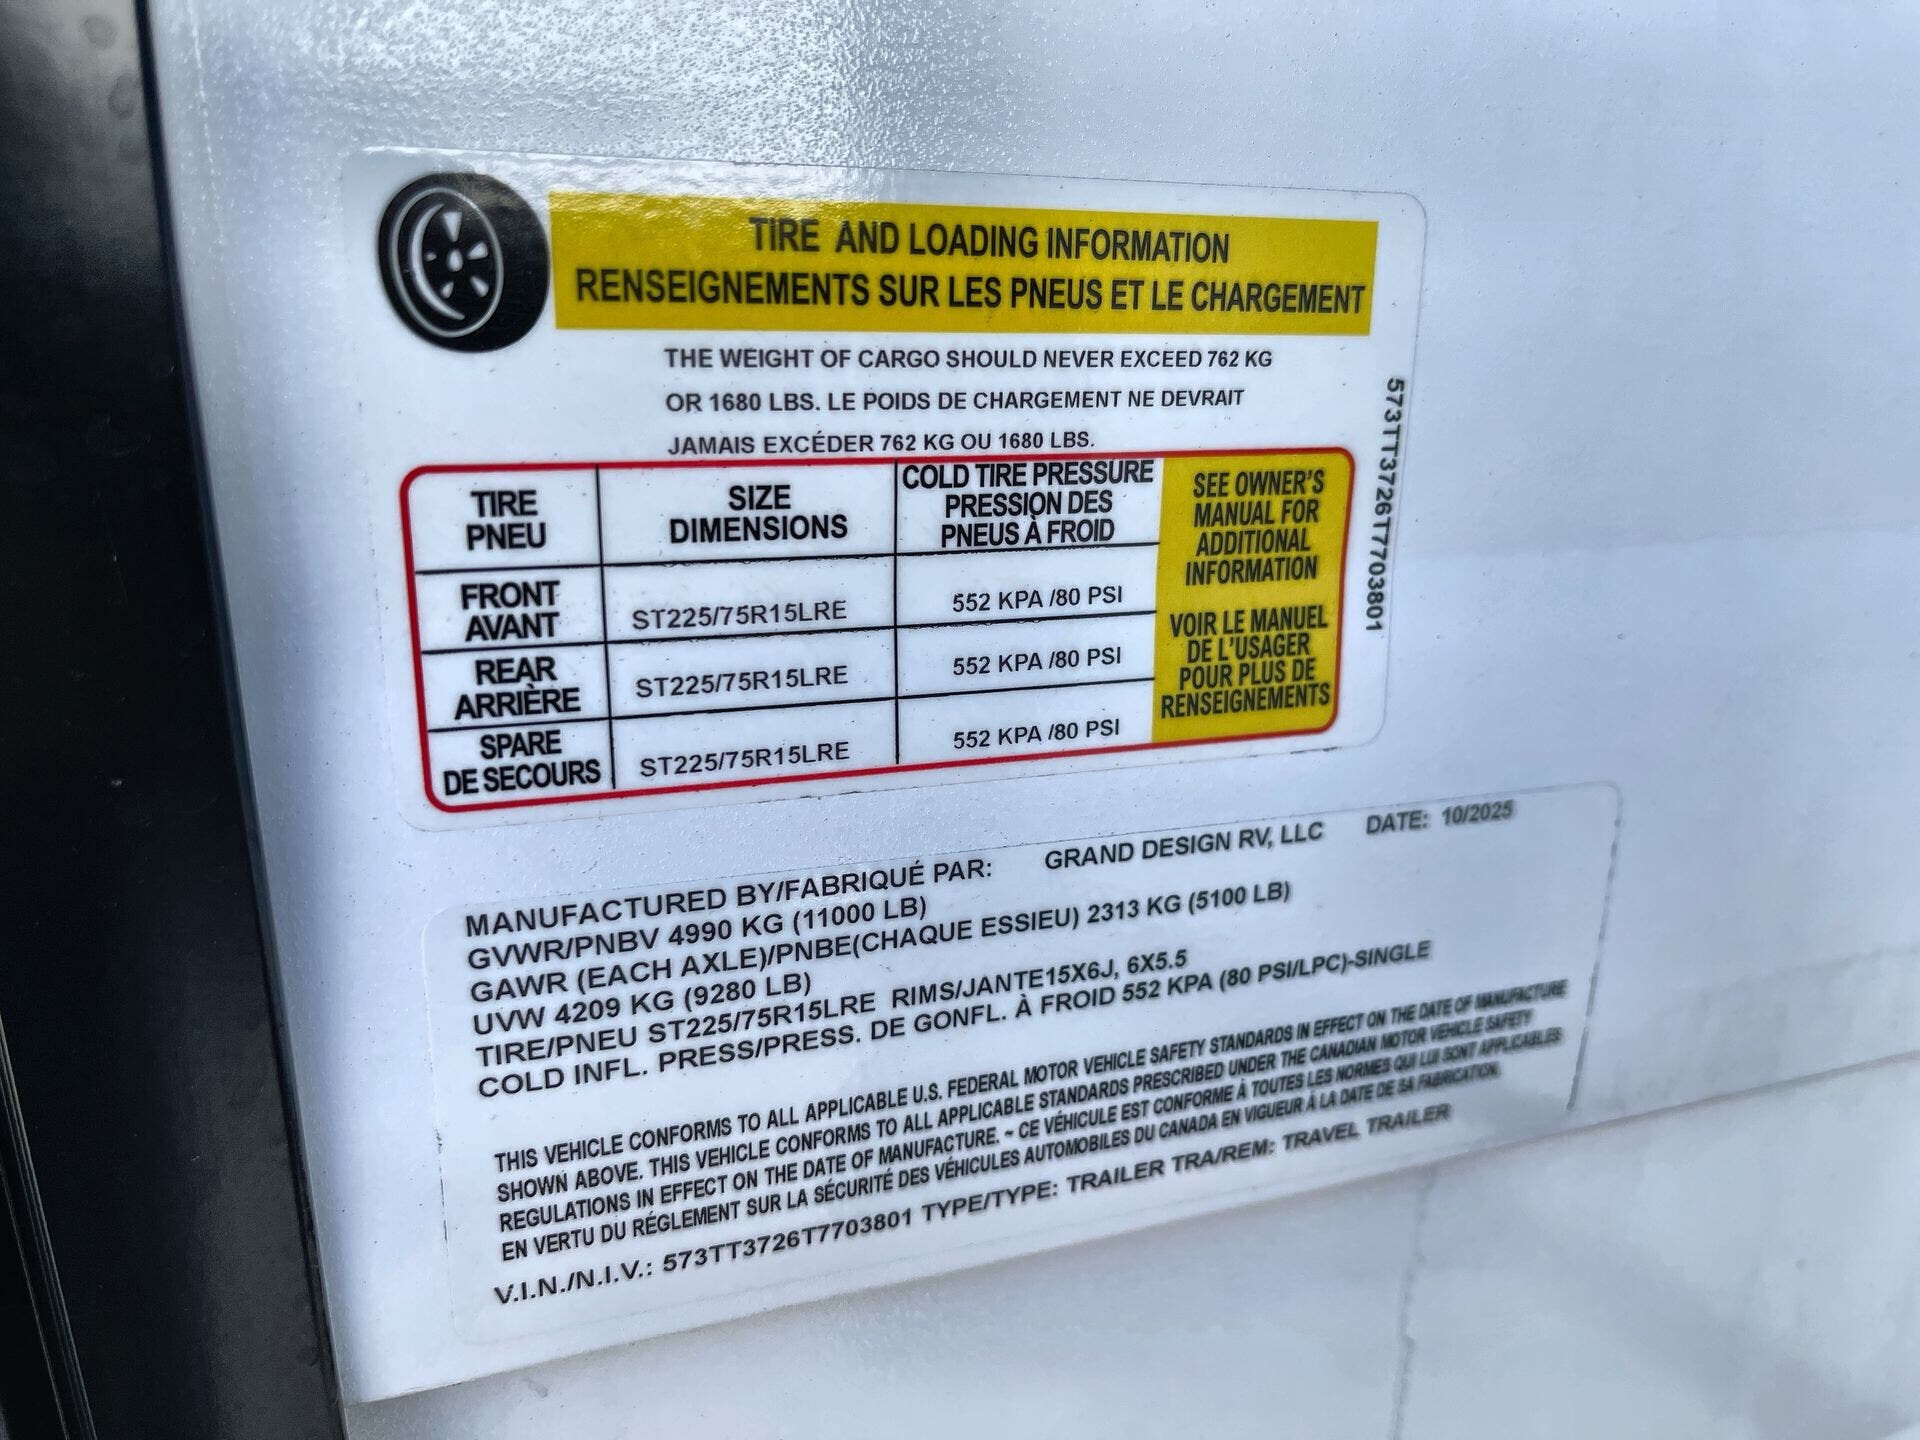 TIRE AND LOADING INFORMATION
RENSEIGNEMENTS SUR LES PNEUS ET LE CHARGEMENT
THE WEIGHT OF CARGO SHOULD NEVER EXCEED 762 KG
OR 1680 LBS. LE POIDS DE CHARGEMENT NE DEVRAIT
JAMAIS EXCÉDER 762 KG OU 1680 LBS.
TIRE
PNEU
SIZE
DIMENSIONS
COLD TIRE PRESSURE
PRESSION DES
PNEUS À FROID
FRONT
AVANT
ST225/75R15LRE
552 KPA /80 PSI
REAR
ARRIÈRE
ST225/75R15LRE
552 KPA /80 PSI
SPARE
DE SECOURS
ST225/75R15LRE
552 KPA /80 PSI
SEE OWNER'S
MANUAL FOR
ADDITIONAL
INFORMATION
VOIR LE MANUEL
DE L'USAGER
POUR PLUS DE
RENSEIGNEMENTS
573TT3726T7703801
MANUFACTURED BY/FABRIQUÉ PAR: GRAND DESIGN RV, LLC DATE: 10/2025
GVWR/PNBV 4990 KG (11000 LB)
GAWR (EACH AXLE)/PNBE(CHAQUE ESSIEU) 2313 KG (5100 LB)
UVW 4209 KG (9280 LB)
TIRE/PNEU ST225/75R15LRE RIMS/JANTE15X6J, 6X5.5
COLD INFL. PRESS/PRESS. DE GONFL. À FROID 552 KPA (80 PSI/LPC)-SINGLE
THIS VEHICLE CONFORMS TO ALL APPLICABLE U.S. FEDERAL MOTOR VEHICLE SAFETY STANDARDS IN EFFECT ON THE DATE OF MANUFACTURE
SHOWN ABOVE. THIS VEHICLE CONFORMS TO ALL APPLICABLE STANDARDS PRESCRIBED UNDER THE CANADIAN MOTOR VEHICLE SAFETY
REGULATIONS IN EFFECT ON THE DATE OF MANUFACTURE. ~ CE VÉHICULE EST CONFORME À TOUTES LES NORMES QUI LUI SONT APPLICABLES
EN VERTU DU RÉGLEMENT SUR LA SÉCURITÉ DES VÉHICULES AUTOMOBILES DU CANADA EN VIGUEUR À LA DATE DE SA FABRICATION.
V.I.N./N.I.V.: 573TT3726T7703801 TYPE/TYPE: TRAILER TRA/REM: TRAVEL TRAILER